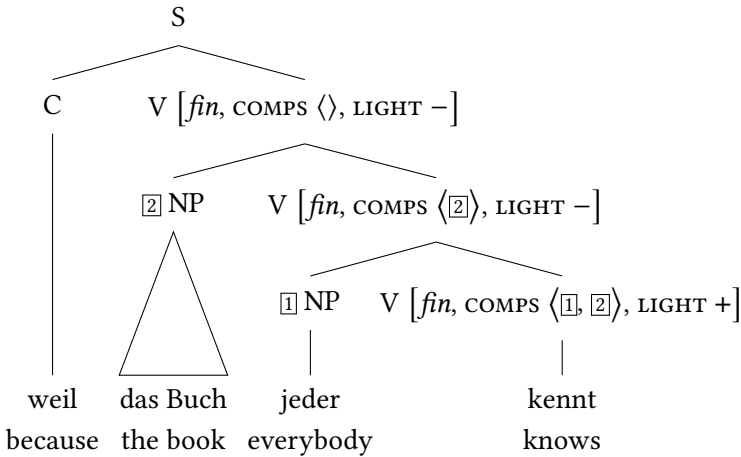 S
C V [fin, COMPS ⟨⟩, LIGHT −]
2 NP V [fin, COMPS ⟨2⟩, LIGHT −]
1 NP V [fin, COMPS ⟨1, 2⟩, LIGHT +]
weil das Buch jeder kennt
because the book everybody knows